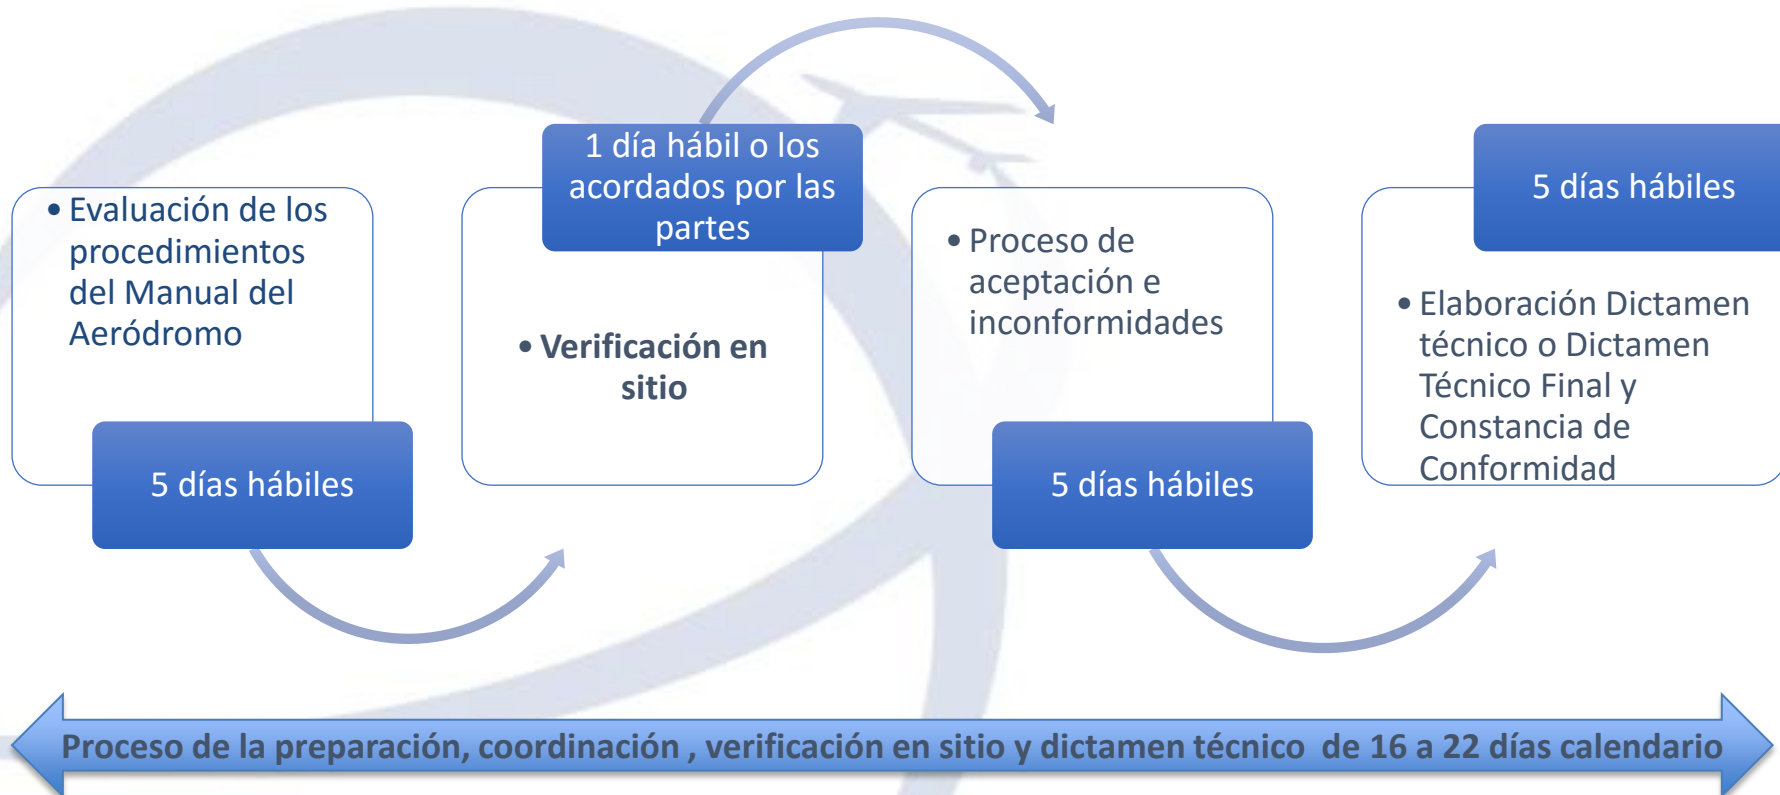 • Evaluación de los
procedimientos
del Manual del
Aeródromo
5 días hábiles
1 día hábil o los
acordados por las
partes
• Verificación en
sitio
• Proceso de
aceptación e
inconformidades
5 días hábiles
5 días hábiles
• Elaboración Dictamen
técnico o Dictamen
Técnico Final y
Constancia de
Conformidad
Proceso de la preparación, coordinación , verificación en sitio y dictamen técnico de 16 a 22 días calendario